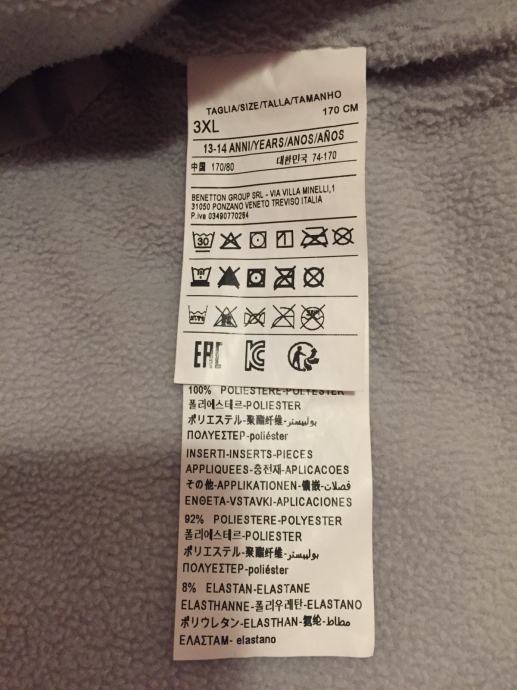 TAGLIA/SIZE/TALLA/TAMANHO
3XL 170 CM
13-14 ANNI/YEARS/ANOS/AÑOS
中国 170/80 대한민국 74-170
BENETTON GROUP SRL - VIA VILLA MINELLI,1
31050 PONZANO VENETO TREVISO ITALIA
P.iva 03490770264
30
EAC KC
100% POLIESTERE-POLYESTER
폴리에스테르-POLIESTER
ポリエステル-聚酯纤维-بوليستر
ΠΟΛΥΕΣΤΕΡ-poliéster
INSERTI-INSERTS-PIECES
APPLIQUEES-충전재-APLICACOES
その他-APPLIKATIONEN-镶嵌-فصلات
ΕΝΘΕΤΑ-VSTAVKI-APLICACIONES
92% POLIESTERE-POLYESTER
폴리에스테르-POLIESTER
ポリエステル-聚酯纤维-بوليستر
ΠΟΛΥΕΣΤΕΡ-poliéster
8% ELASTAN-ELASTANE
ELASTHANNE-폴리우레탄-ELASTANO
ポリウレタン-ELASTHAN-氨纶-مطاط
ΕΛΑΣΤΑΜ- elastano